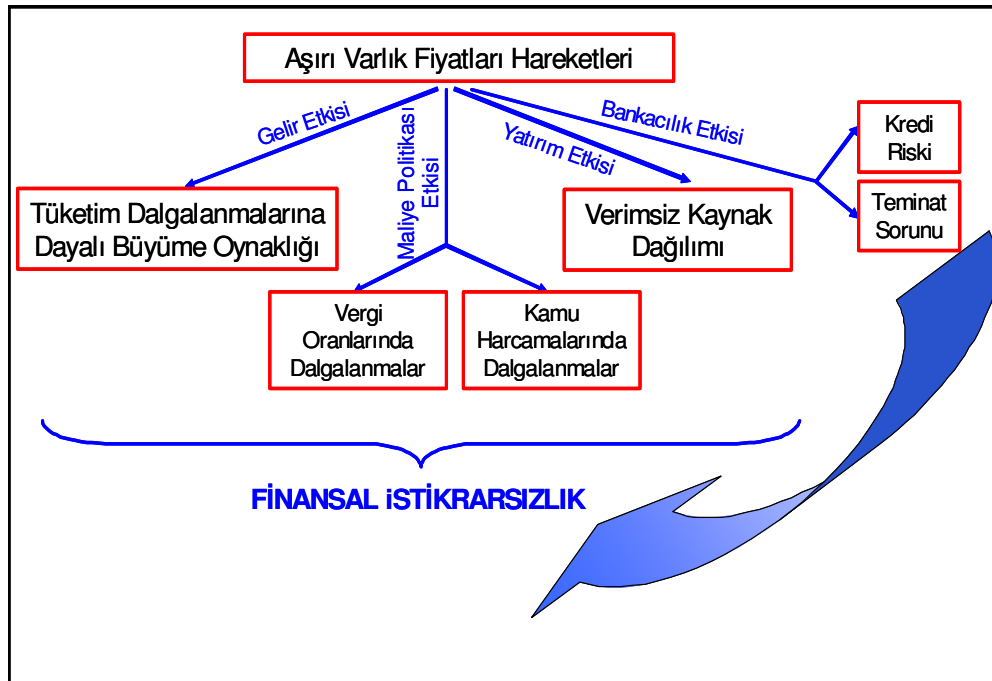 Aşırı Varlık Fiyatları Hareketleri
Gelir Etkisi
Maliye Politikası
Etkisi
Yatırım Etkisi
Bankacılık Etkisi
Kredi
Riski
Teminat
Sorunu
Tüketim Dalgalanmalarına
Dayalı Büyüme Oynaklığı
Verimsiz Kaynak
Dağılımı
Vergi
Oranlarında
Dalgalanmalar
Kamu
Harcamalarında
Dalgalanmalar
FİNANSAL iSTİKRARSIZLIK